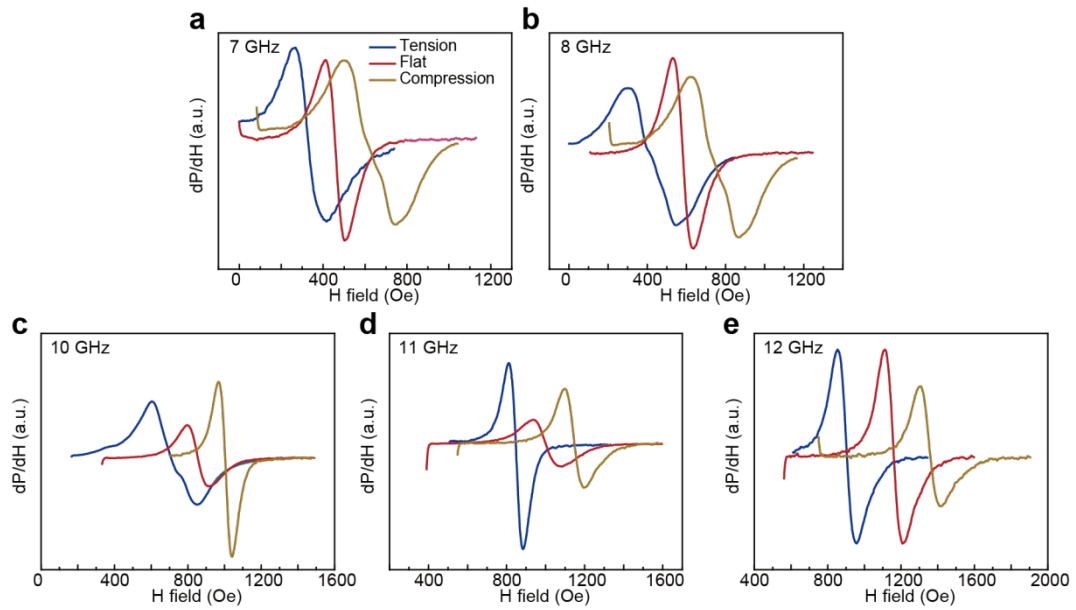 a
b
7 GHz
Tension
Flat
Compression
8 GHz
dP/dH (a.u.)
dP/dH (a.u.)
0 400 800 1200
0 400 800 1200
H field (Oe)
H field (Oe)
c
d
e
10 GHz
11 GHz
12 GHz
dP/dH (a.u.)
dP/dH (a.u.)
dP/dH (a.u.)
0 400 800 1200 1600
400 800 1200 1600
400 800 1200 1600 2000
H field (Oe)
H field (Oe)
H field (Oe)